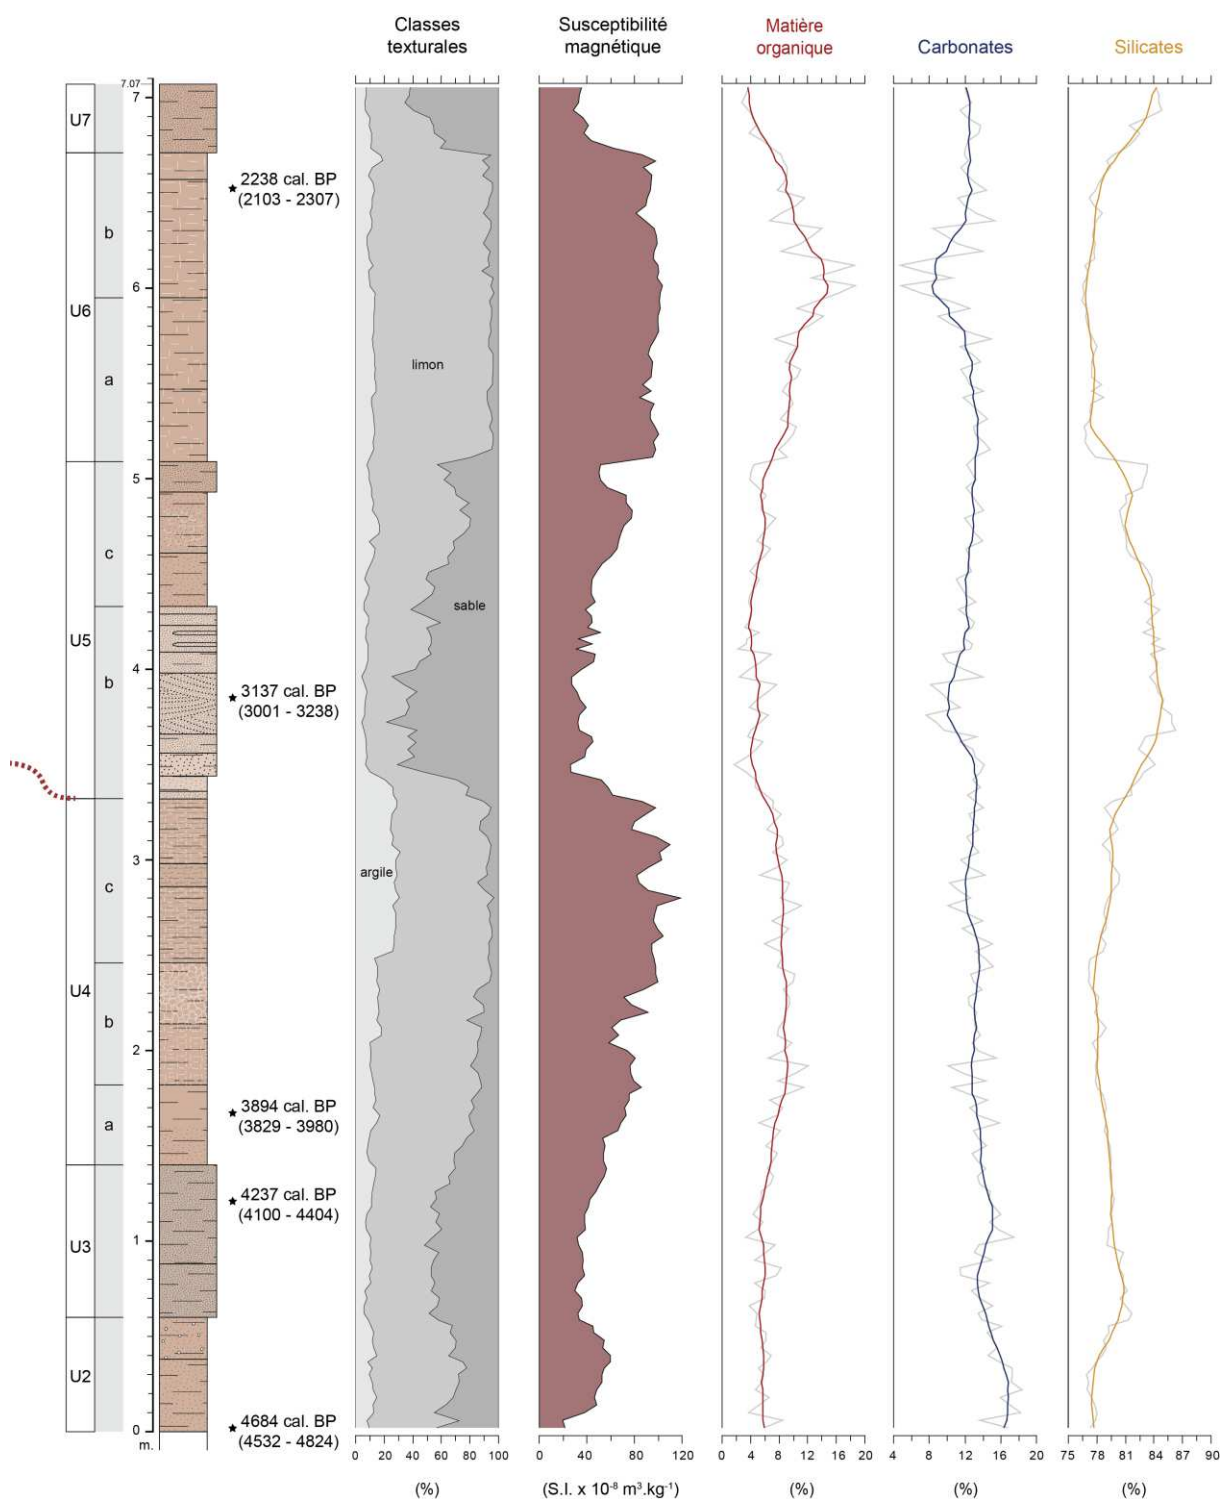 Classes
texturales
Susceptibilité
magnétique
Matière
organique
Carbonates
Silicates
7.07
7
6
5
4
3
2
1
0
m.
U7
U6
b
a
U5
c
b
U4
c
b
a
U3
U2
2238 cal. BP
(2103 - 2307)
3137 cal. BP
(3001 - 3238)
3894 cal. BP
(3829 - 3980)
4237 cal. BP
(4100 - 4404)
4684 cal. BP
(4532 - 4824)
limon
sable
argile
0 20 40 60 80 100
(%)
0 40 80 120
(S.I. x 10⁻⁸ m³.kg⁻¹)
0 4 8 12 16 20
(%)
4 8 12 16 20
(%)
75 78 81 84 87 90
(%)